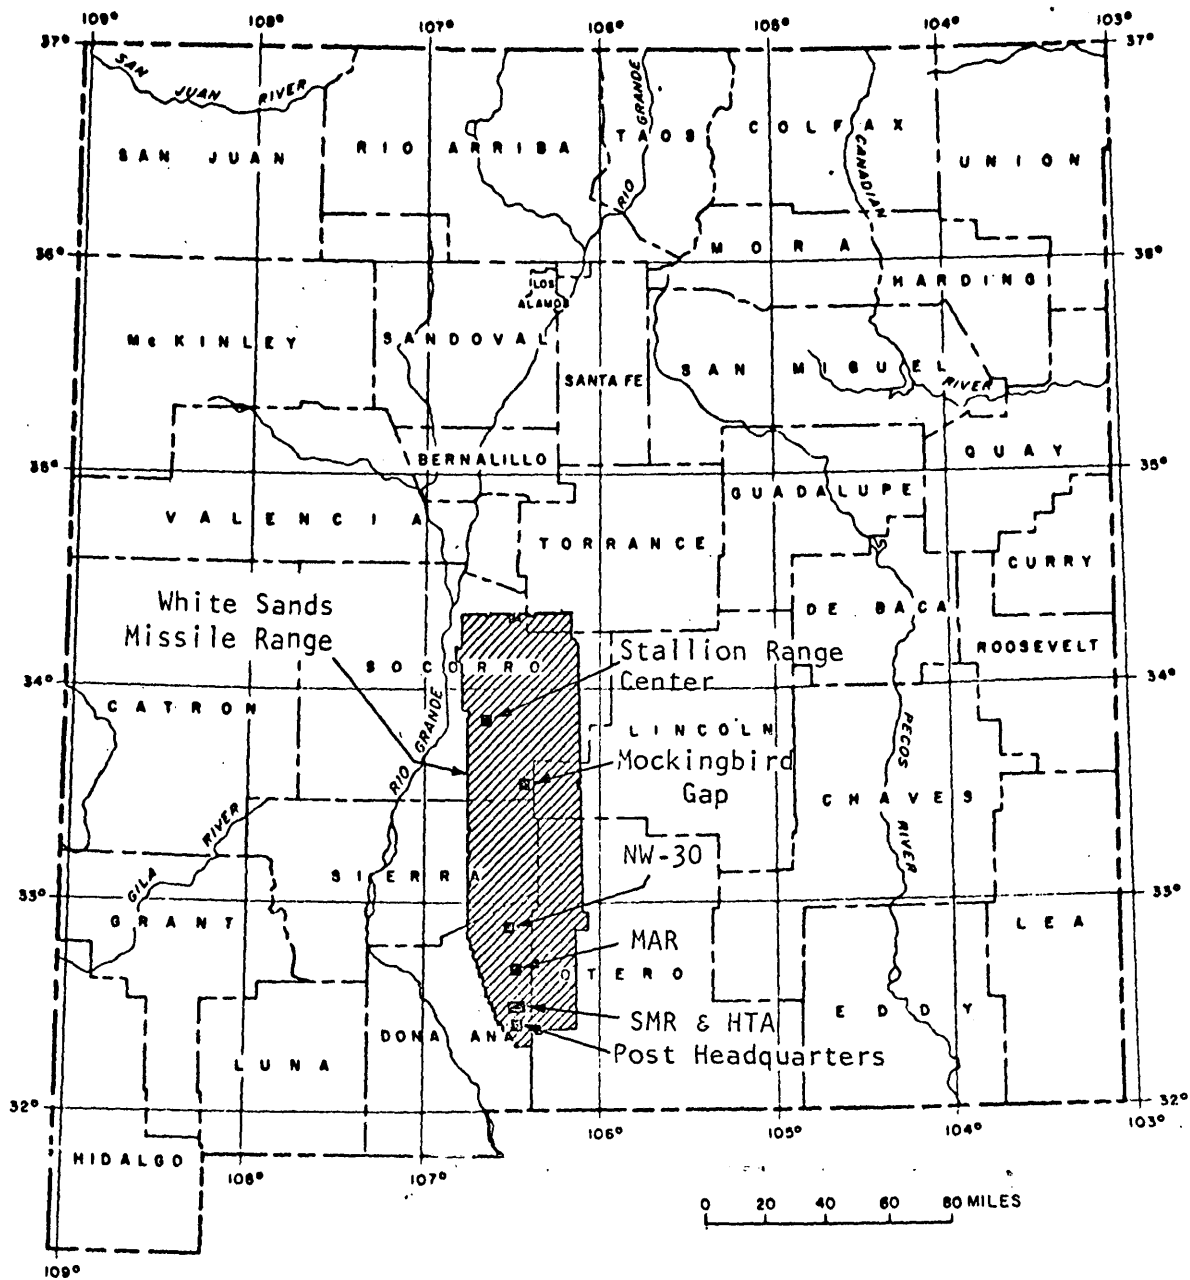 109° 108° 107° 106° 105° 104° 103°
37° 37°
SAN JUAN RIVER
RIO GRANDE
CANADIAN
SAN JUAN
RIO ARRIBA
TAOS
COLFAX
UNION
MORA
36° 36°
HARDING
LOS
ALAMOS
McKINLEY
SANDOVAL
SANTA FE
SAN MIGUEL
RIVER
BERNALILLO
QUAY
35° 35°
GUADALUPE
VALENCIA
TORRANCE
CURRY
White Sands
Missile Range
DE BACA
ROOSEVELT
SOCORRO
Stallion Range
Center
34° 34°
CATRON
RIO GRANDE
LINCOLN
PECOS RIVER
Mockingbird
Gap
CHAVES
GILA RIVER
NW-30
SIERRA
33° 33°
GRANT
LEA
MAR
OTERO
EDDY
SMR & HTA
DONA ANA
Post Headquarters
LUNA
32° 32°
106° 105° 104° 103°
HIDALGO
108° 107°
0 20 40 60 80 MILES
109°